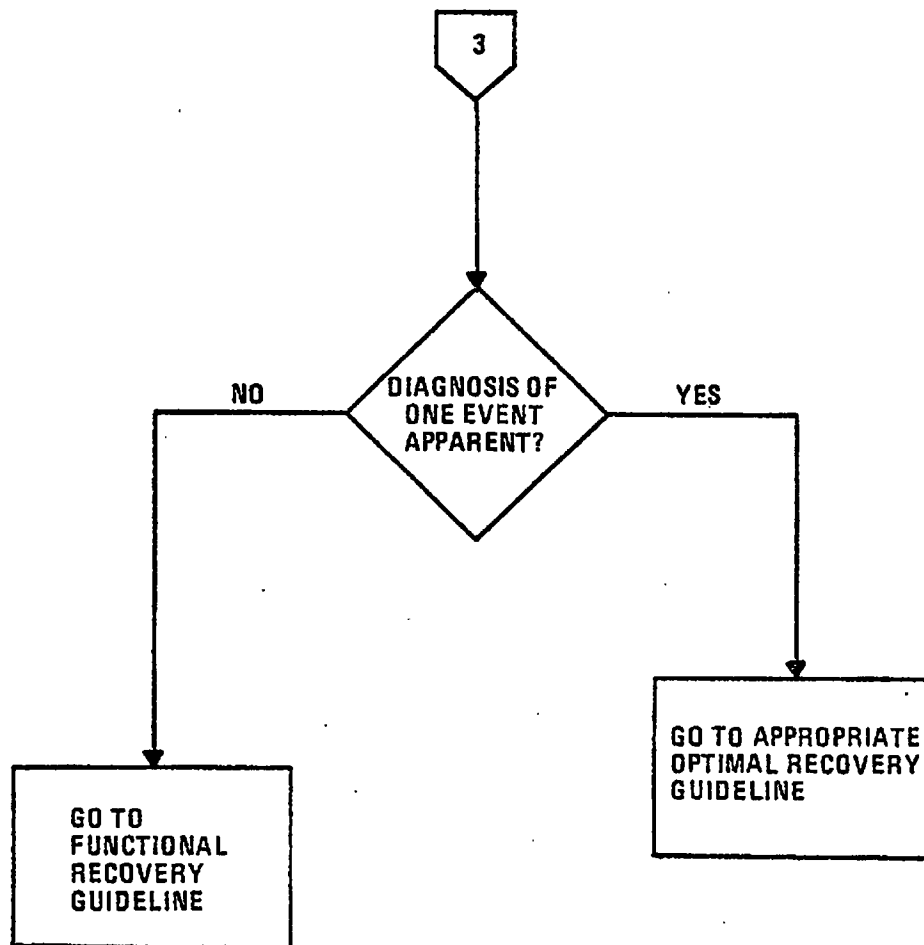 3
DIAGNOSIS OF
ONE EVENT
APPARENT?
NO
YES
GO TO APPROPRIATE
OPTIMAL RECOVERY
GUIDELINE
GO TO
FUNCTIONAL
RECOVERY
GUIDELINE